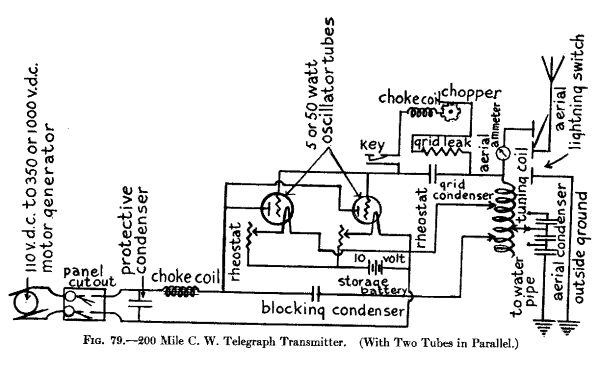 110 v.d.c. to 350 or 1000 v.d.c.
motor generator
panel
cutout
protective
condenser
choke coil
5 or 50 watt
oscillator tubes
key
choke coil
chopper
grid leak
grid
condenser
aerial
ammeter
tuning coil
aerial
lightning switch
rheostat
rheostat
10 volt
storage
battery
blocking condenser
to water
pipe
aerial condenser
outside ground
FIG. 79.—200 Mile C. W. Telegraph Transmitter. (With Two Tubes in Parallel.)